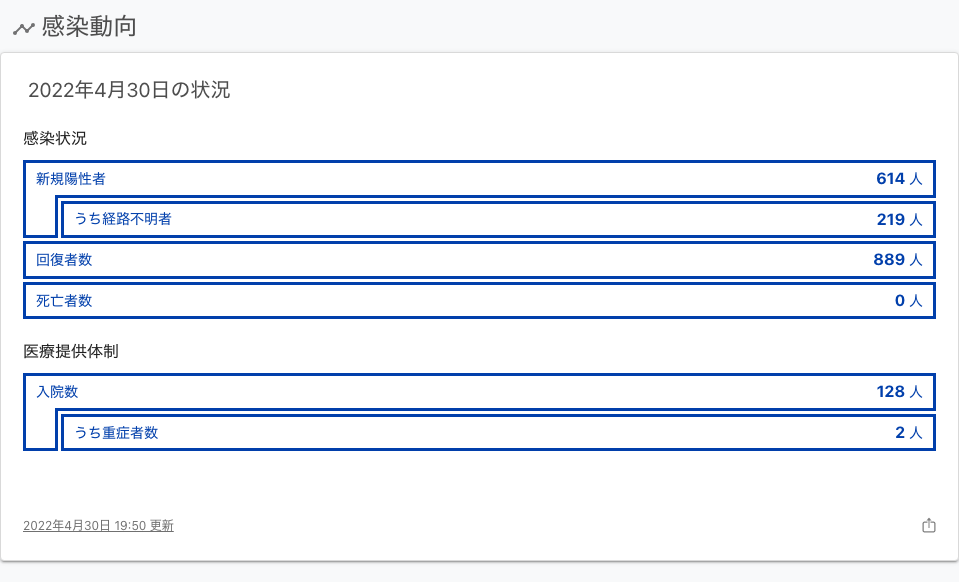 感染動向
2022年4月30日の状況
感染状況
新規陽性者 614 人
うち経路不明者 219 人
回復者数 889 人
死亡者数 0 人
医療提供体制
入院数 128 人
うち重症者数 2 人
2022年4月30日 19:50 更新